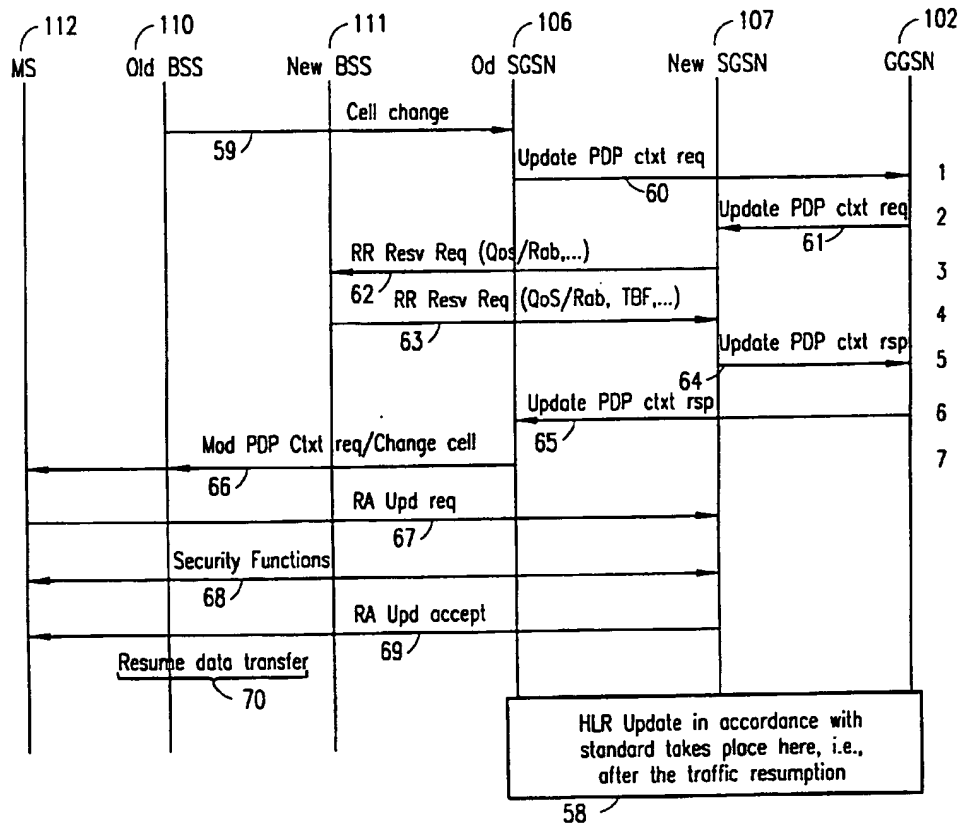 112
110
111
106
107
102
MS
Old BSS
New BSS
Od SGSN
New SGSN
GGSN
Cell change
59
Update PDP ctxt req
1
60
Update PDP ctxt req
2
61
RR Resv Req (Qos/Rab,...)
3
62
RR Resv Req (QoS/Rab, TBF,...)
4
63
Update PDP ctxt rsp
5
64
Update PDP ctxt rsp
6
65
Mod PDP Ctxt req/Change cell
7
66
RA Upd req
67
Security Functions
68
RA Upd accept
69
Resume data transfer
70
HLR Update in accordance with
standard takes place here, i.e.,
after the traffic resumption
58